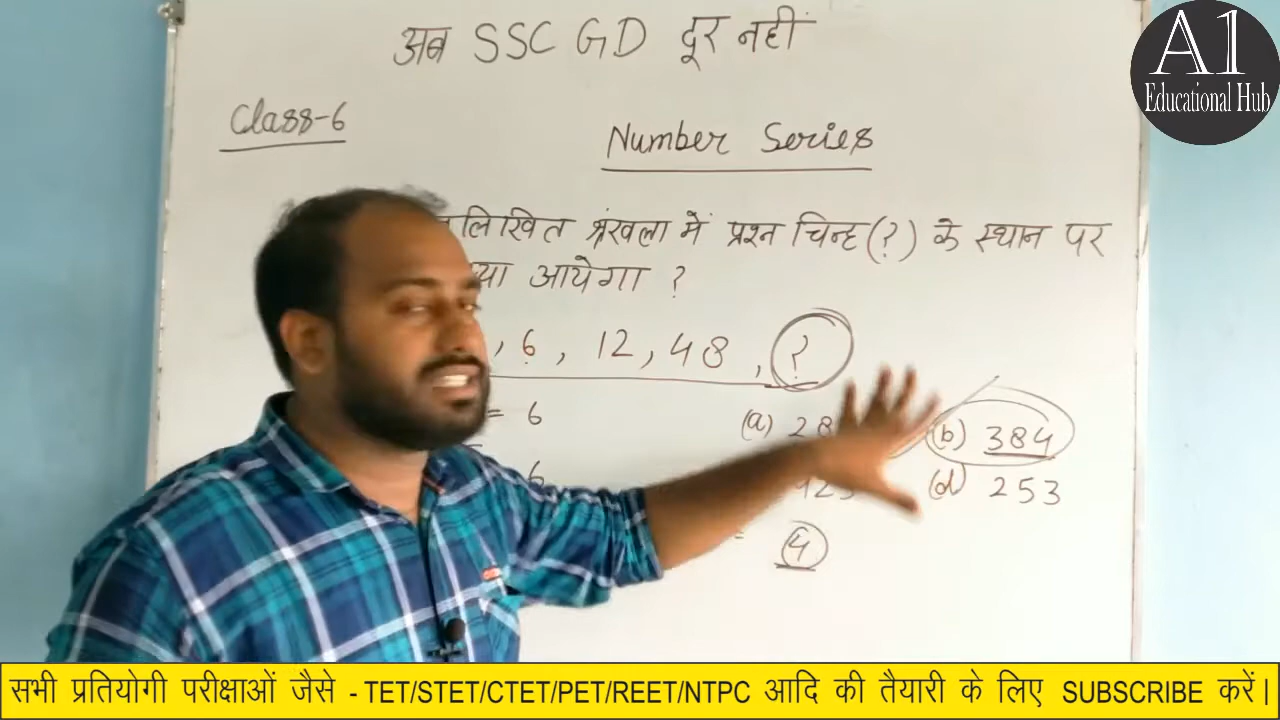 अब SSC GD दूर नहीं
A1
Educational Hub
Class-6
Number Series
लिखित श्रंखला में प्रश्न चिन्ह (?) के स्थान पर
आयेगा ?
, 6, 12, 48, ?
= 6
(a) 28
(b) 384
6
(d) 253
= 4
सभी प्रतियोगी परीक्षाओं जैसे - TET/STET/CTET/PET/REET/NTPC आदि की तैयारी के लिए SUBSCRIBE करें |